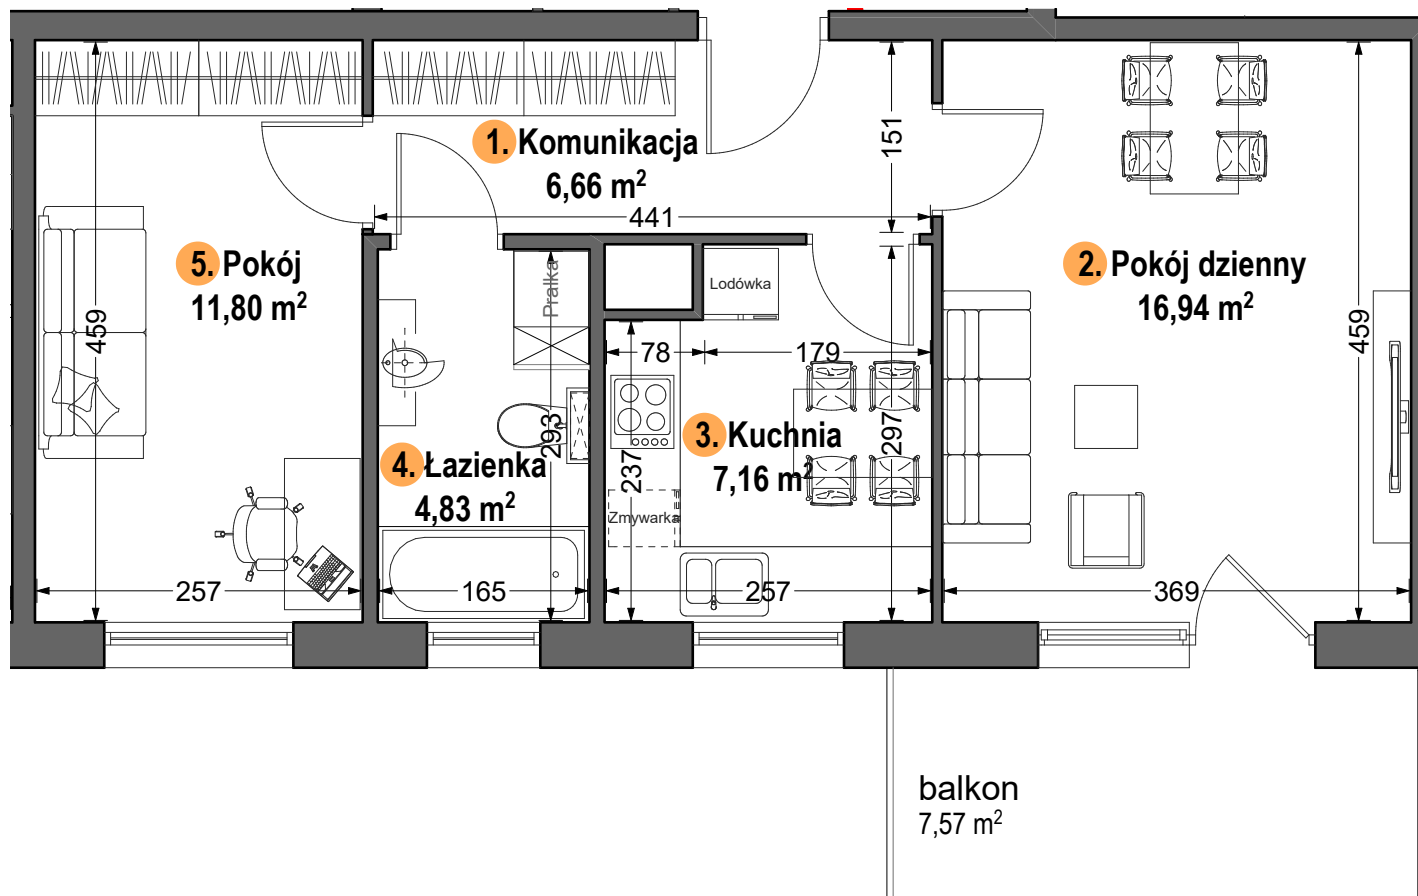 1. Komunikacja
6,66 m²
151
441
5. Pokój
11,80 m²
459
257
Pralka
293
4. Łazienka
4,83 m²
165
Lodówka
78
179
3. Kuchnia
7,16 m²
297
237
Zmywarka
257
2. Pokój dzienny
16,94 m²
459
369
balkon
7,57 m²